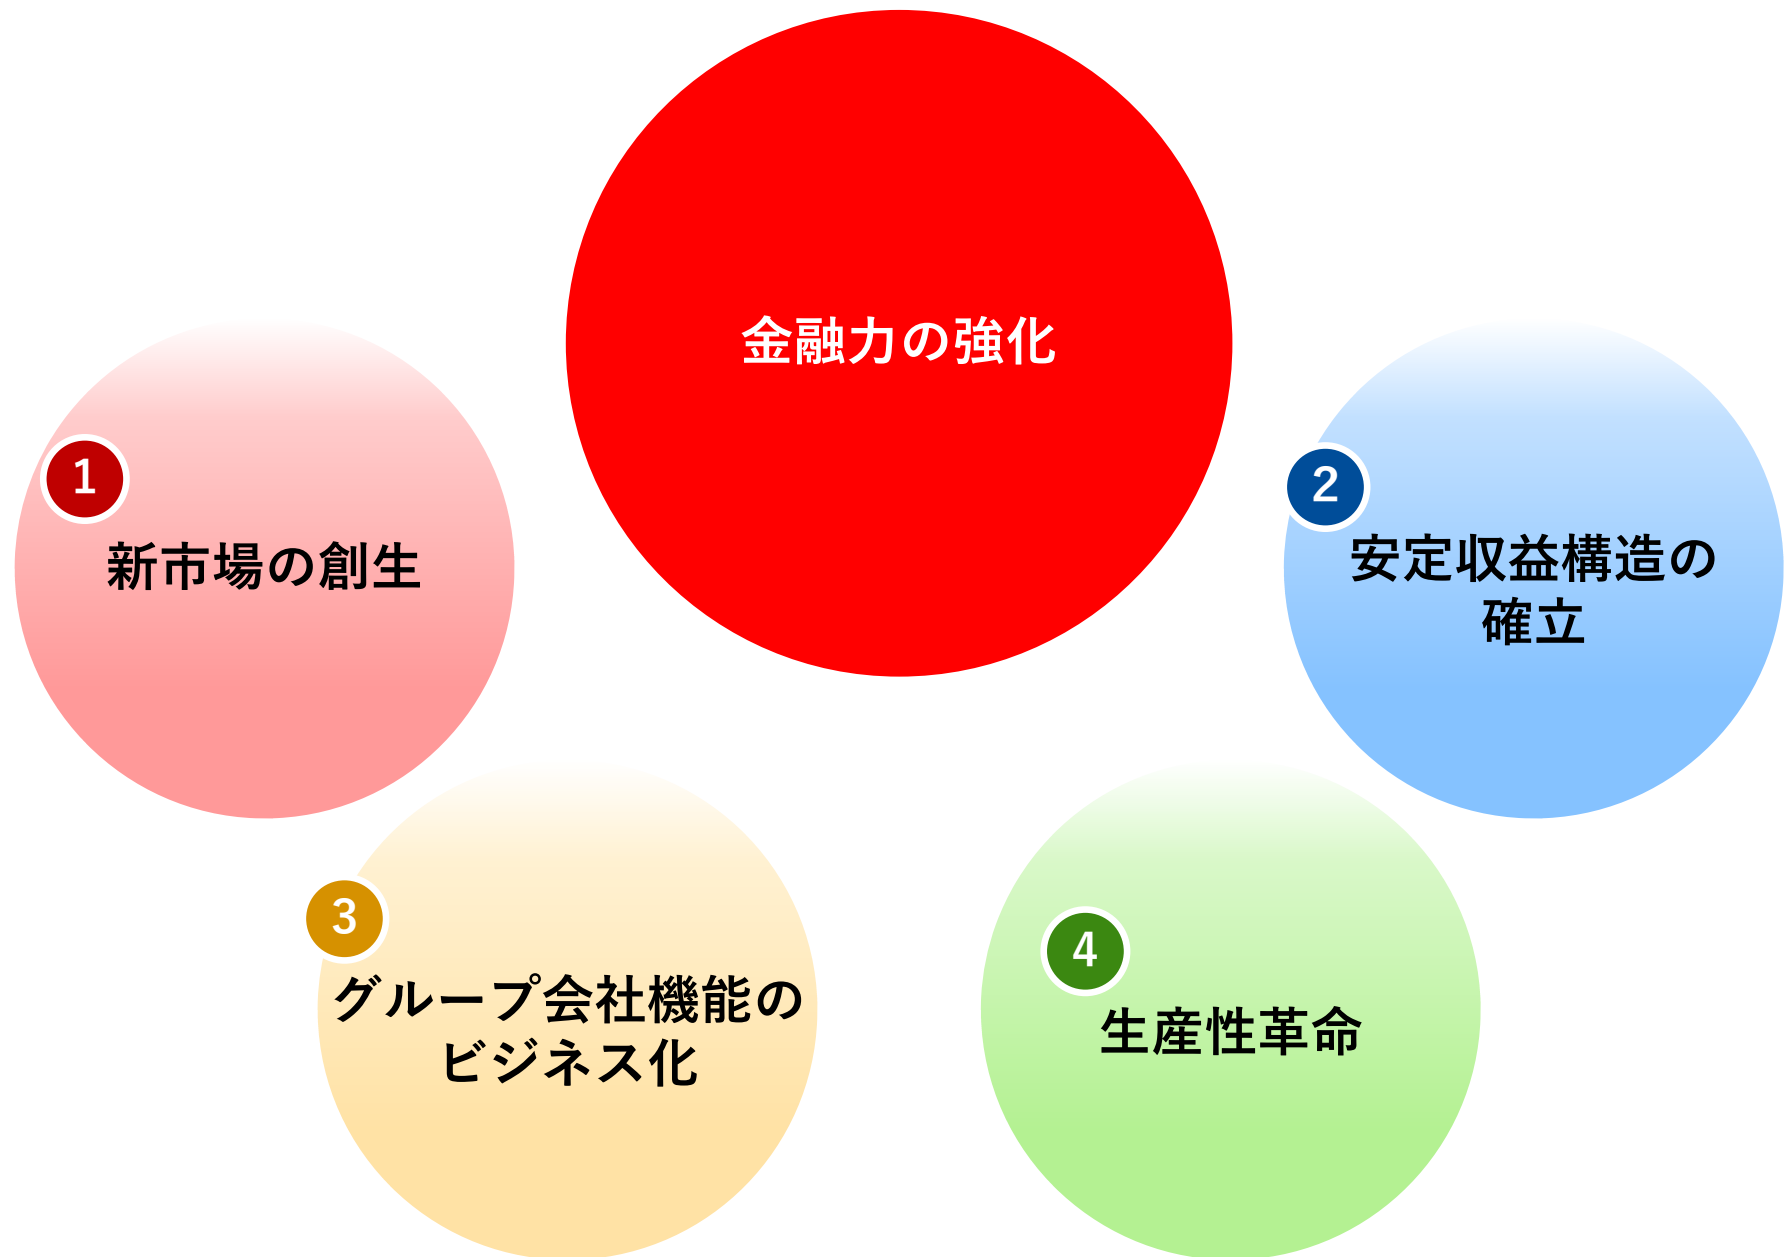 金融力の強化
1
新市場の創生
2
安定収益構造の
確立
3
グループ会社機能の
ビジネス化
4
生産性革命